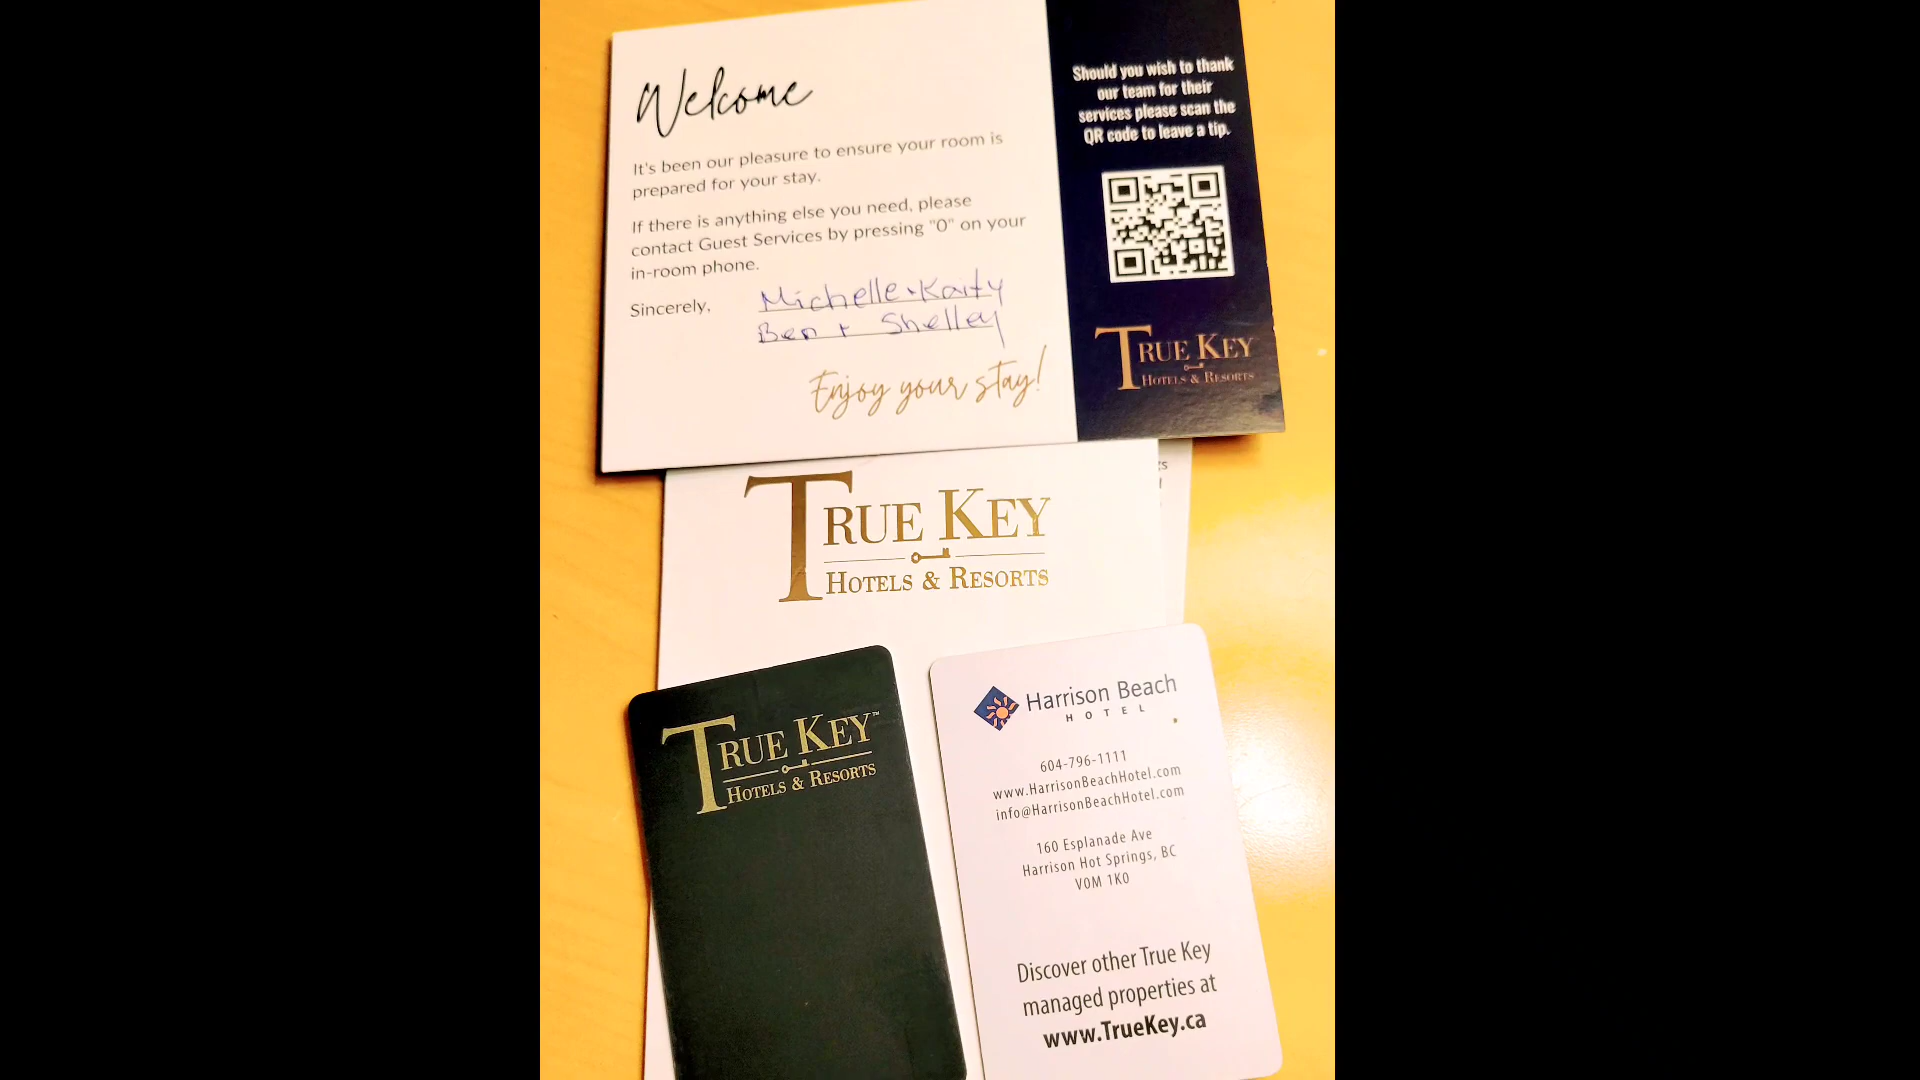 Welcome
It's been our pleasure to ensure your room is
prepared for your stay.
If there is anything else you need, please
contact Guest Services by pressing "0" on your
in-room phone.
Sincerely,
Michelle + Kaity
Ben + Shelley
Enjoy your stay!
Should you wish to thank
our team for their
services please scan the
QR code to leave a tip.
TRUE KEY
HOTELS & RESORTS
TRUE KEY
HOTELS & RESORTS
TRUE KEY™
HOTELS & RESORTS
Harrison Beach
HOTEL
604-796-1111
www.HarrisonBeachHotel.com
info@HarrisonBeachHotel.com
160 Esplanade Ave
Harrison Hot Springs, BC
V0M 1K0
Discover other True Key
managed properties at
www.TrueKey.ca